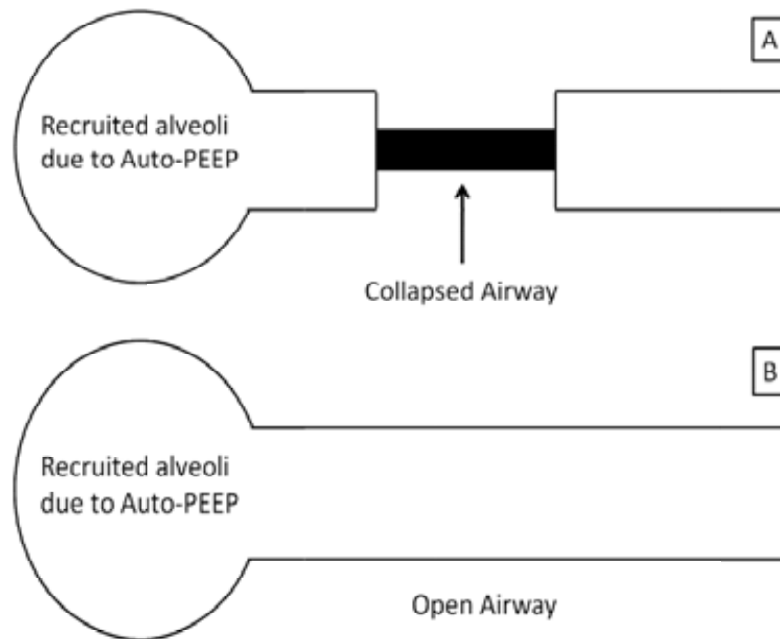 A
Recruited alveoli
due to Auto-PEEP
Collapsed Airway
B
Recruited alveoli
due to Auto-PEEP
Open Airway